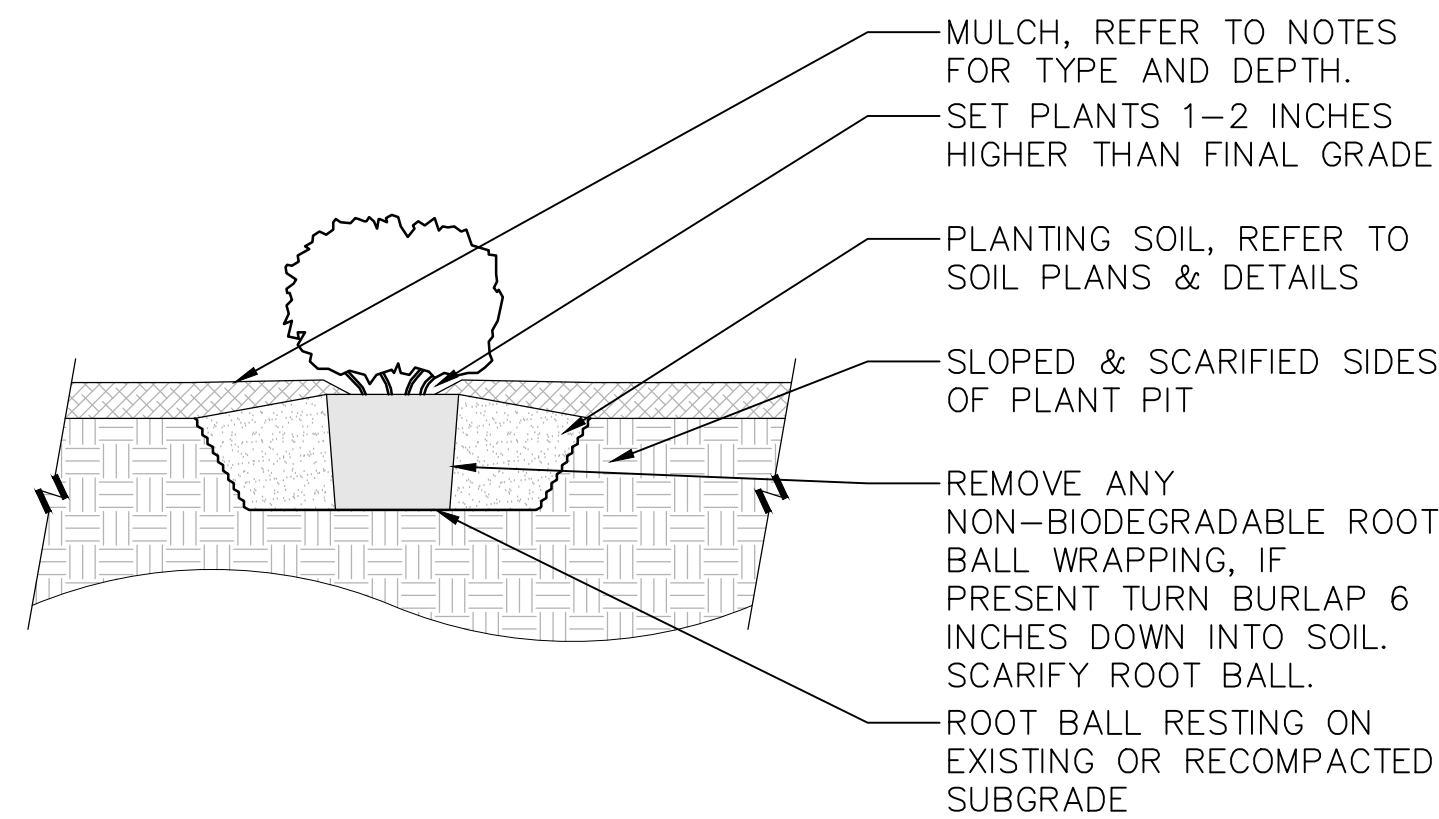 MULCH, REFER TO NOTES
FOR TYPE AND DEPTH.
SET PLANTS 1-2 INCHES
HIGHER THAN FINAL GRADE
PLANTING SOIL, REFER TO
SOIL PLANS & DETAILS
SLOPED & SCARIFIED SIDES
OF PLANT PIT
REMOVE ANY
NON-BIODEGRADABLE ROOT
BALL WRAPPING, IF
PRESENT TURN BURLAP 6
INCHES DOWN INTO SOIL.
SCARIFY ROOT BALL.
ROOT BALL RESTING ON
EXISTING OR RECOMPACTED
SUBGRADE